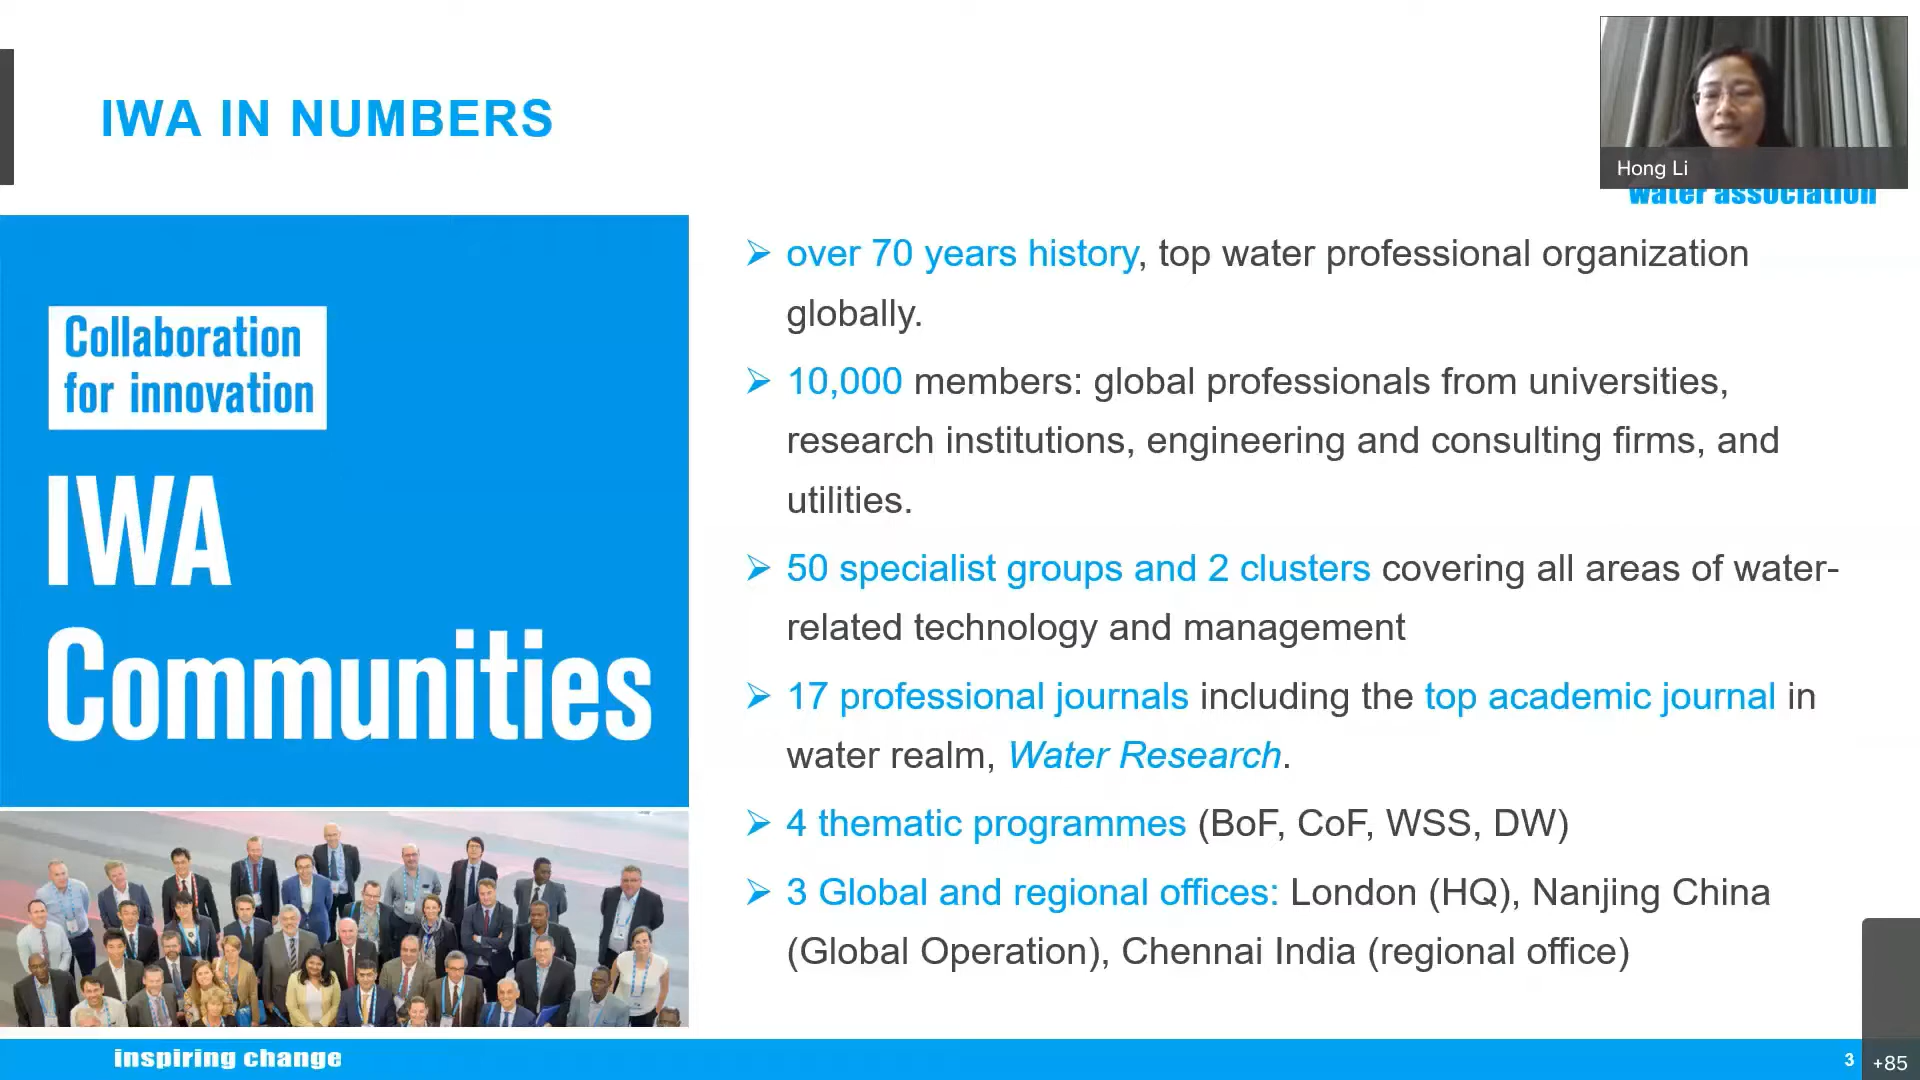 IWA IN NUMBERS
Hong Li
water association
Collaboration
for innovation
IWA
Communities
➢ over 70 years history, top water professional organization
globally.
➢ 10,000 members: global professionals from universities,
research institutions, engineering and consulting firms, and
utilities.
➢ 50 specialist groups and 2 clusters covering all areas of water-
related technology and management
➢ 17 professional journals including the top academic journal in
water realm, Water Research.
➢ 4 thematic programmes (BoF, CoF, WSS, DW)
➢ 3 Global and regional offices: London (HQ), Nanjing China
(Global Operation), Chennai India (regional office)
inspiring change
3
+85